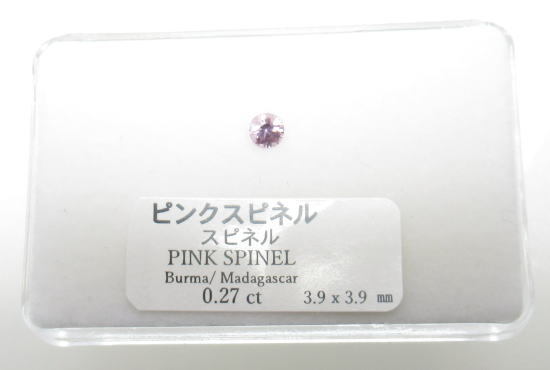 ピンクスピネル
スピネル
PINK SPINEL
Burma/ Madagascar
0.27 ct 3.9 x 3.9 mm